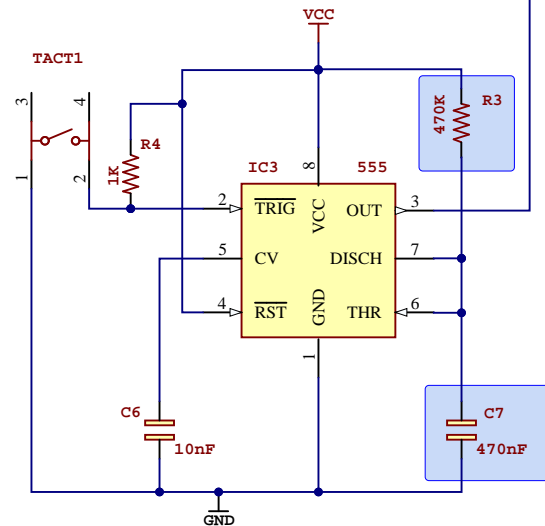 VCC
TACT1
3
4
R3
470K
R4
1K
1
2
IC3
8
555
2
TRIG
VCC
OUT
3
5
CV
DISCH
7
4
RST
GND
THR
6
1
C6
10nF
C7
470nF
GND